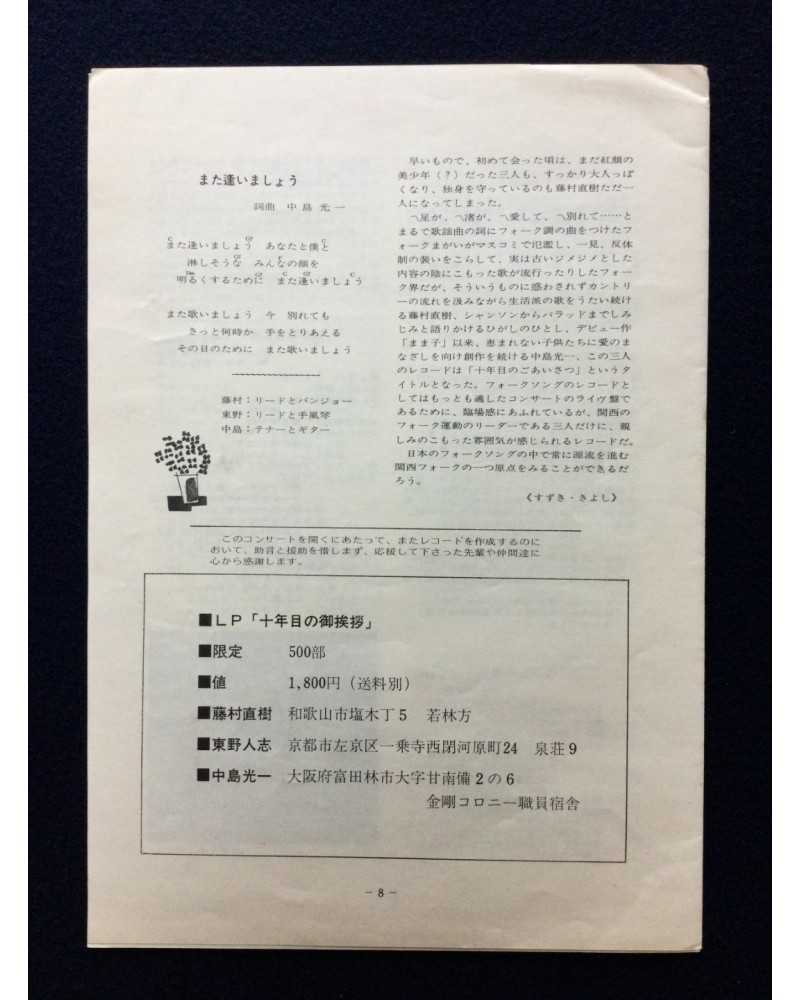 また逢いましょう
詞曲 中島光一
C G7 C
また逢いましょう あなたと僕と
G7 C
淋しそうな みんなの顔を
Dm G7 C G7 C
明るくするために また逢いましょう
また歌いましょう 今 別れても
きっと何時か 手をとりあえる
その日のために また歌いましょう
藤村:リードとバンジョー
東野:リードと手風琴
中島:テナーとギター
早いもので、初めて会った頃は、まだ紅顔の
美少年(?)だった三人も、すっかり大人っぽ
くなり、独身を守っているのも藤村直樹ただ一
人になってしまった。
〽星が、〽渚が、〽愛して、〽別れて……と
まるで歌謡曲の詞にフォーク調の曲をつけたフ
ォークまがいがマスコミで氾濫し、一見、反体
制の装いをこらして、実は古いジメジメとした
内容の陰にこもった歌が流行ったりしたフォー
ク界だが、そういうものに惑わされずカントリ
ーの流れを汲みながら生活派の歌をうたい続け
る藤村直樹、シャンソンからバラッドまでしみ
じみと語りかけるひがしのひとし、デビュー作
「まま子」以来、恵まれない子供たちに愛のま
なざしを向け創作を続ける中島光一、この三人
のレコードは「十年目のごあいさつ」というタ
イトルとなった。フォークソングのレコードと
してはもっとも適したコンサートのライヴ盤で
あるために、臨場感にあふれているが、関西の
フォーク運動のリーダーである三人だけに、親
しみのこもった雰囲気が感じられるレコードだ。
日本のフォークソングの中で常に源流を進む
関西フォークの一つ原点をみることができるだ
ろう。
《すずき・きよし》
このコンサートを開くにあたって、またレコードを作成するのに
おいて、助言と援助を惜しまず、応援して下さった先輩や仲間達に
心から感謝します。
■LP「十年目の御挨拶」
■限定 500部
■値 1,800円(送料別)
■藤村直樹 和歌山市塩木丁5 若林方
■東野人志 京都市左京区一乗寺西閉河原町24 泉荘9
■中島光一 大阪府富田林市大字甘南備2の6
金剛コロニー職員宿舎
－8－